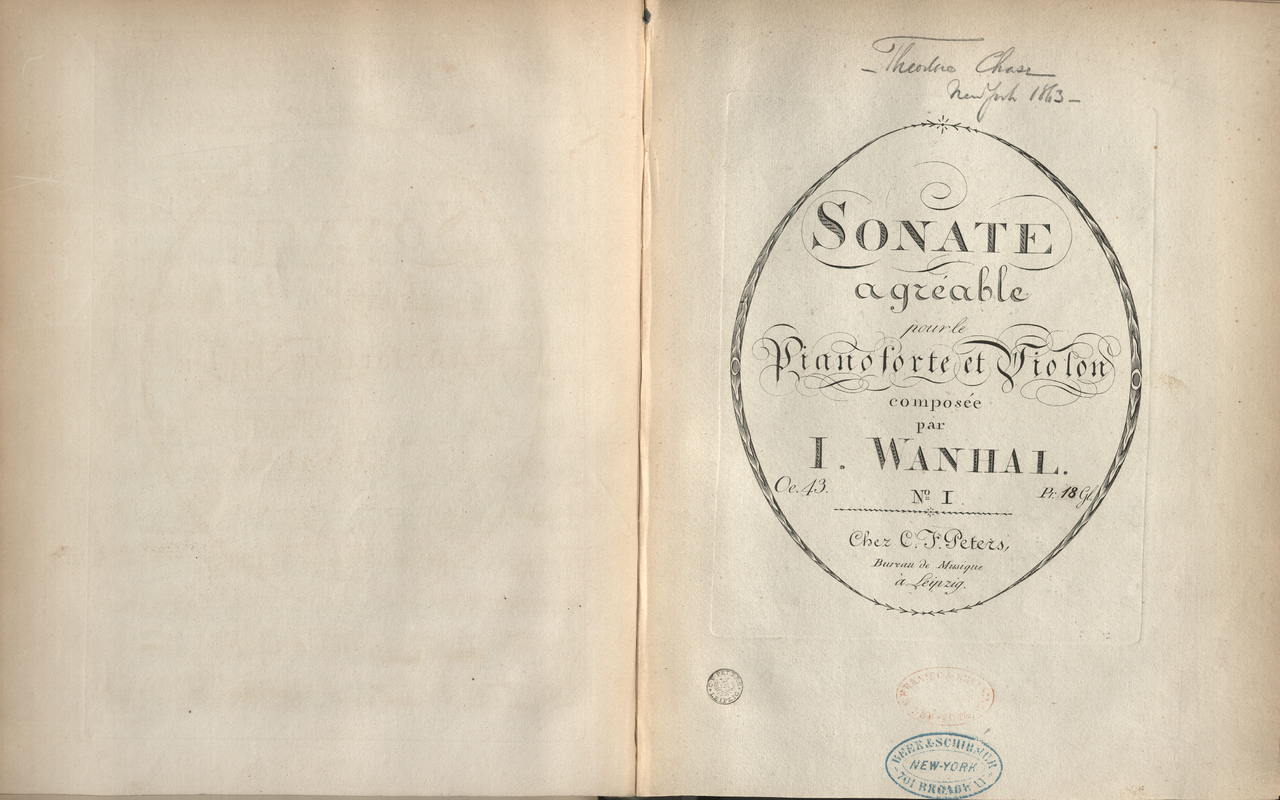 Theodore Chase
New York 1863
SONATE
agréable
pour le
Pianoforte et Violon
composée
par
I. WANHAL.
Oe. 43.
Nº I.
Pr. 18 Gl.
Chez C. F. Peters,
Bureau de Musique
à Leipzig.
BEER & SCHIRMER
NEW-YORK
701 BROADWAY